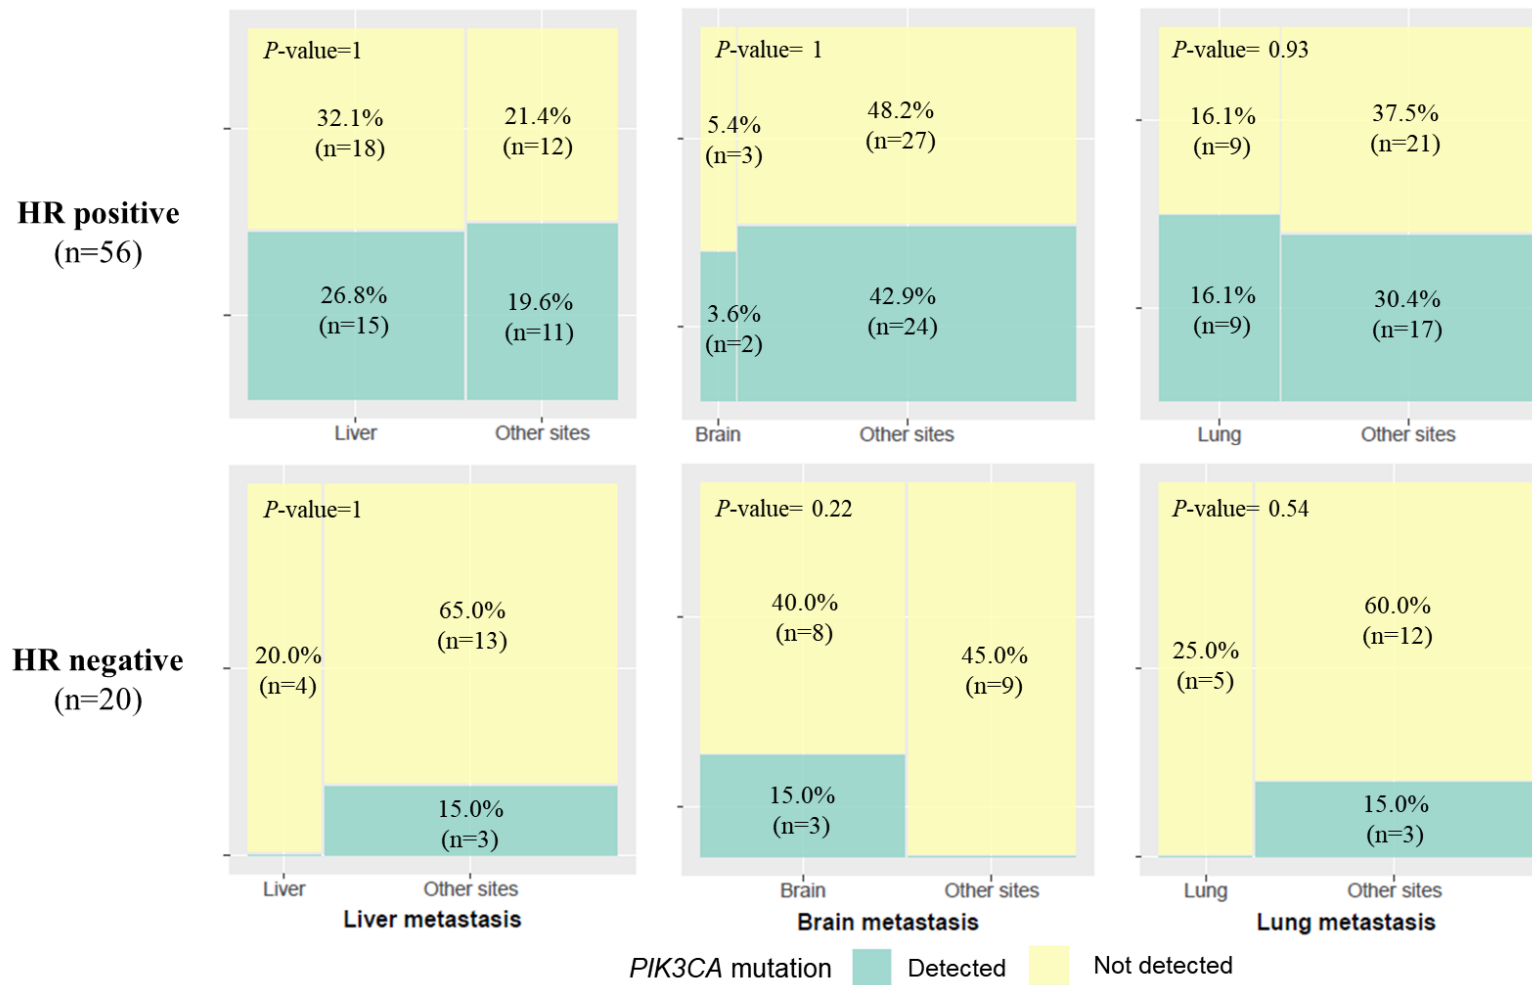 P-value=1
32.1%
(n=18)
21.4%
(n=12)
26.8%
(n=15)
19.6%
(n=11)
Liver
Other sites
P-value= 1
5.4%
(n=3)
48.2%
(n=27)
3.6%
(n=2)
42.9%
(n=24)
Brain
Other sites
P-value= 0.93
16.1%
(n=9)
37.5%
(n=21)
16.1%
(n=9)
30.4%
(n=17)
Lung
Other sites
HR positive
(n=56)
P-value=1
20.0%
(n=4)
65.0%
(n=13)
15.0%
(n=3)
Liver
Other sites
Liver metastasis
P-value= 0.22
40.0%
(n=8)
45.0%
(n=9)
15.0%
(n=3)
Brain
Other sites
Brain metastasis
P-value= 0.54
25.0%
(n=5)
60.0%
(n=12)
15.0%
(n=3)
Lung
Other sites
Lung metastasis
HR negative
(n=20)
PIK3CA mutation
Detected
Not detected